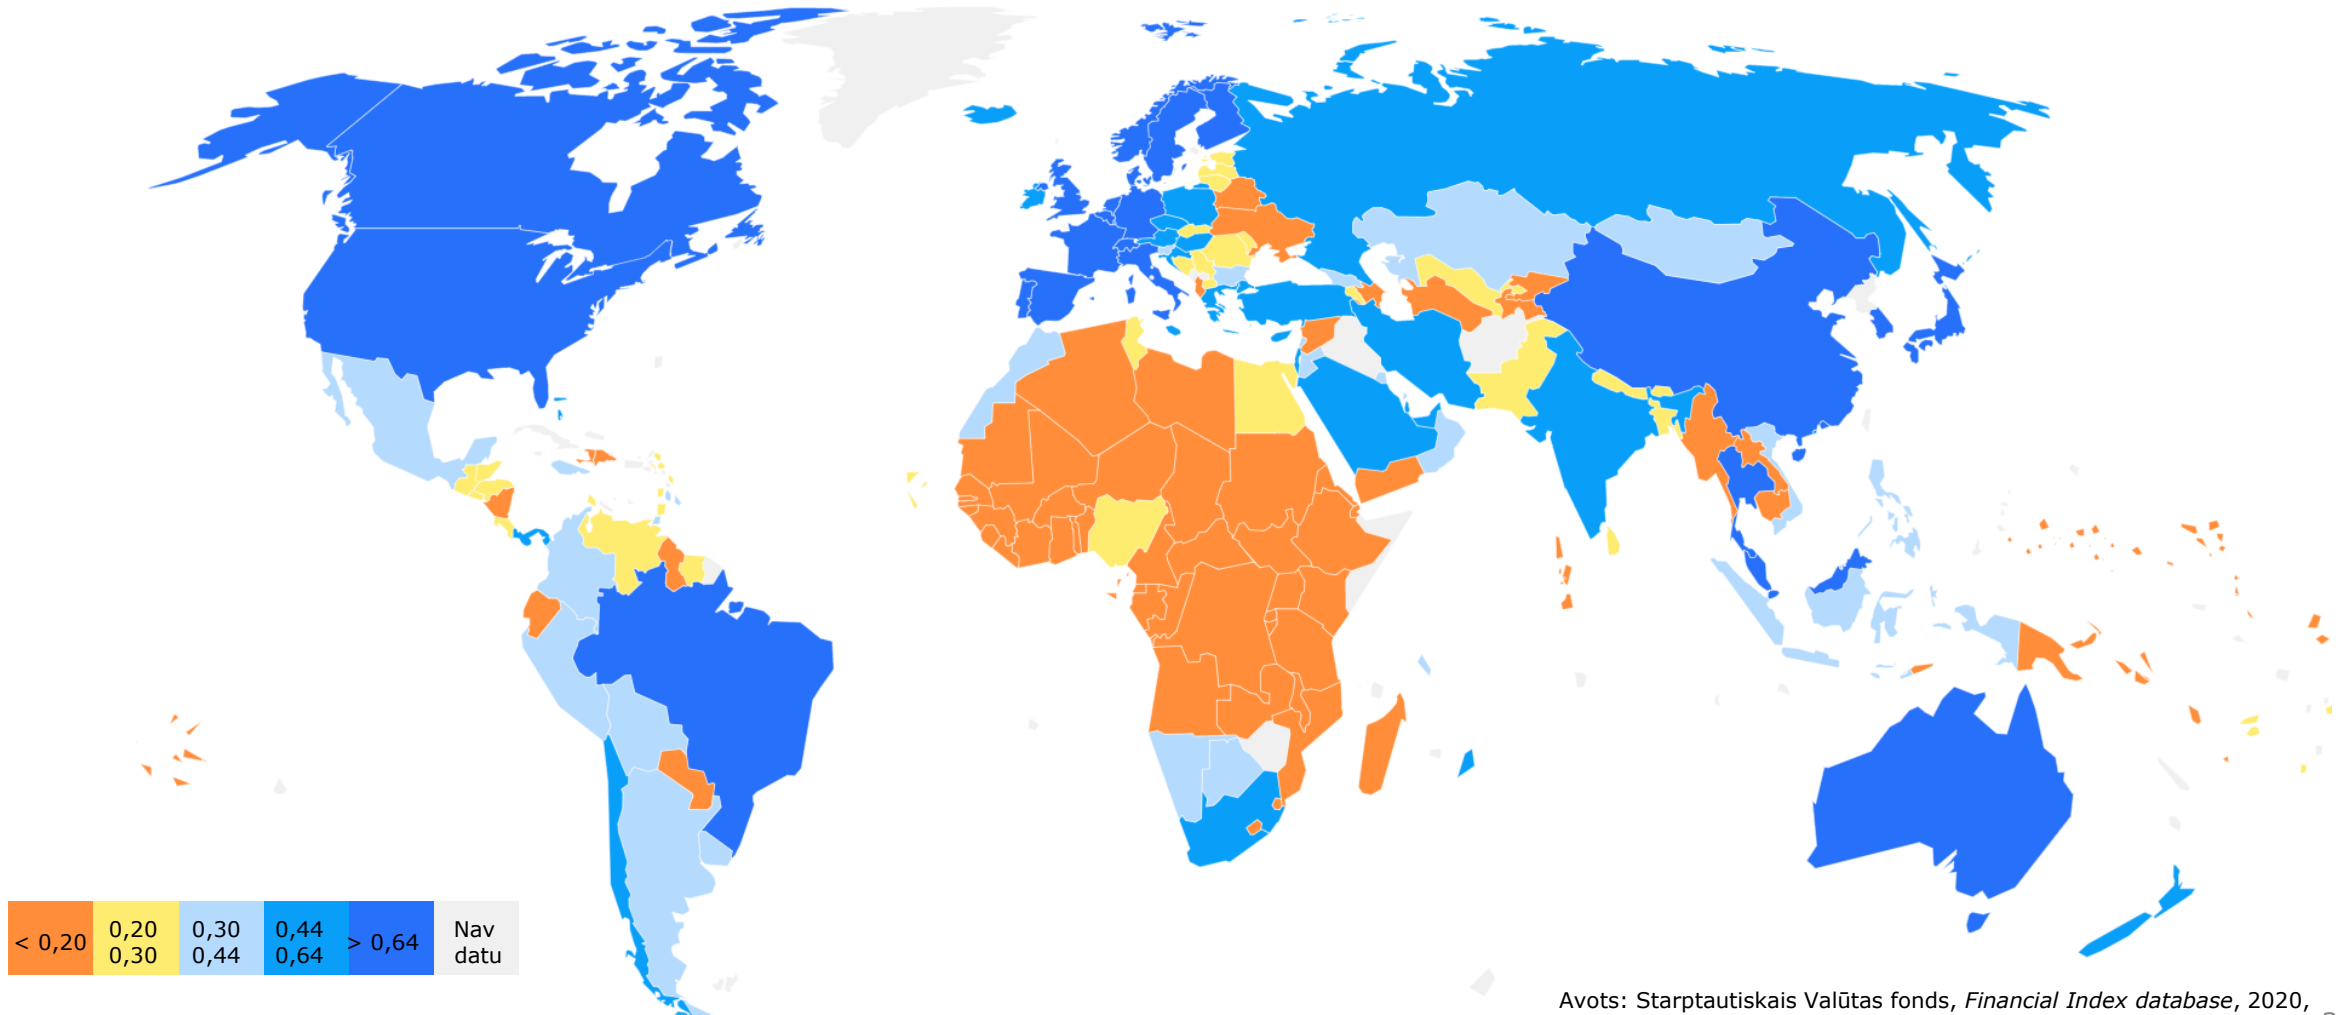 < 0,20
0,20
0,30
0,30
0,44
0,44
0,64
> 0,64
Nav
datu
Avots: Starptautiskais Valūtas fonds, Financial Index database, 2020,